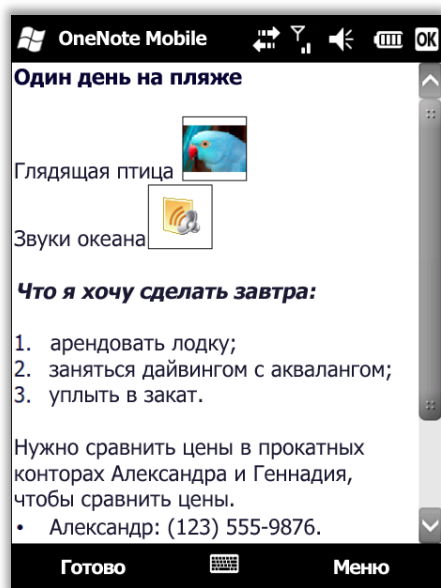 OneNote Mobile OK
Один день на пляже
Глядящая птица
Звуки океана
Что я хочу сделать завтра:
1. арендовать лодку;
2. заняться дайвингом с аквалангом;
3. уплыть в закат.
Нужно сравнить цены в прокатных
конторах Александра и Геннадия,
чтобы сравнить цены.
• Александр: (123) 555-9876.
Готово Меню